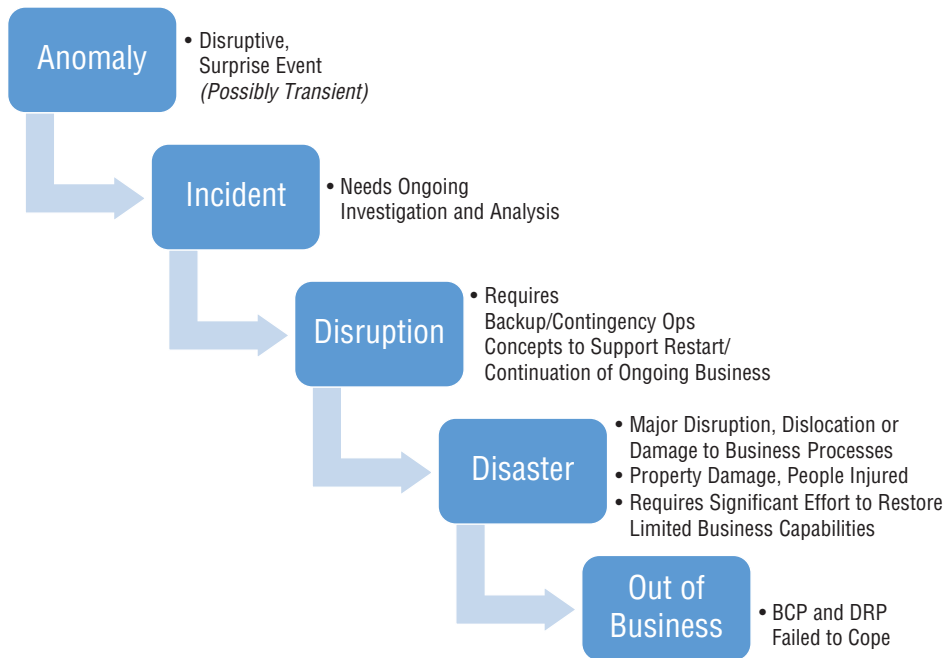 Anomaly
• Disruptive,
Surprise Event
(Possibly Transient)
Incident
• Needs Ongoing
Investigation and Analysis
Disruption
• Requires
Backup/Contingency Ops
Concepts to Support Restart/
Continuation of Ongoing Business
Disaster
• Major Disruption, Dislocation or
Damage to Business Processes
• Property Damage, People Injured
• Requires Significant Effort to Restore
Limited Business Capabilities
Out of
Business
• BCP and DRP
Failed to Cope